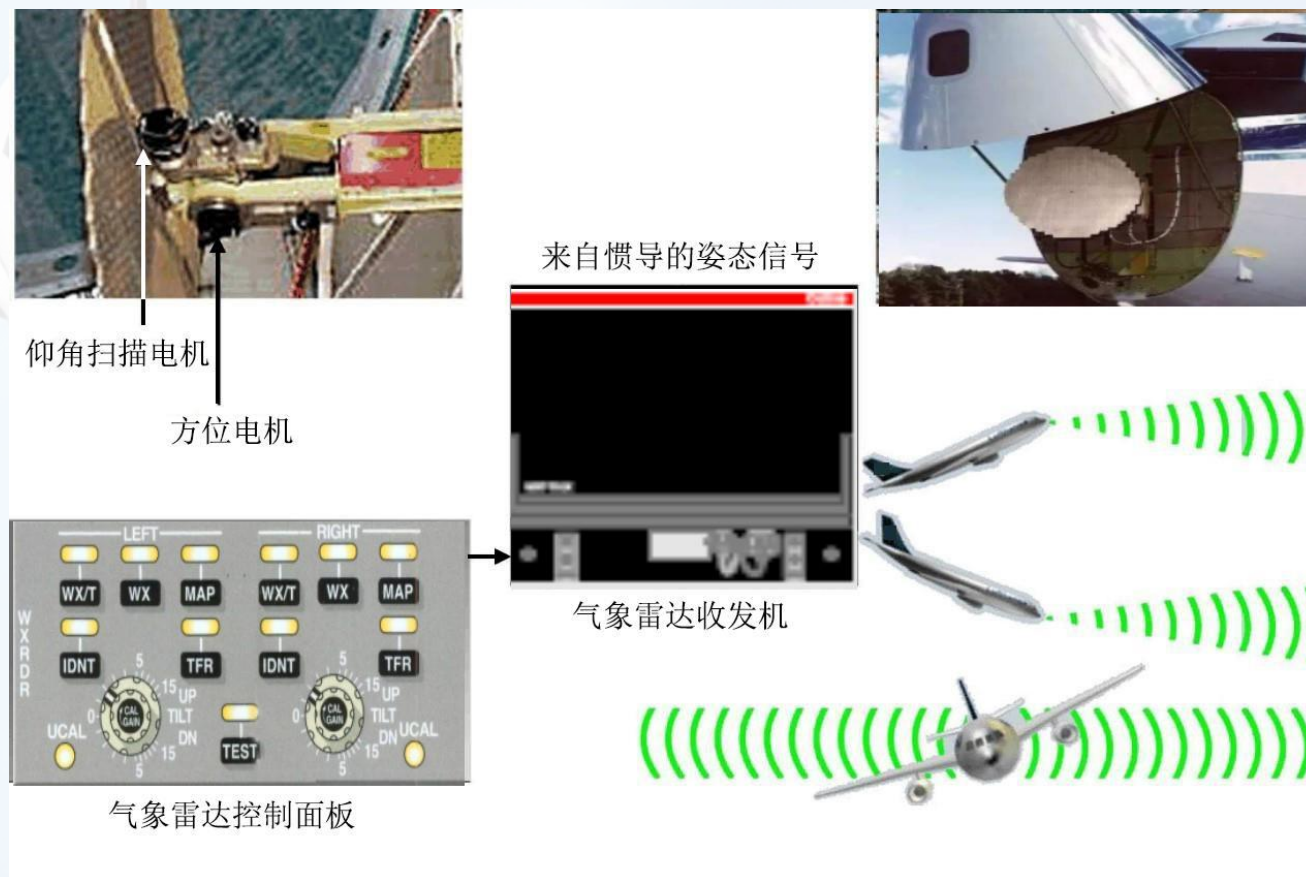 来自惯导的姿态信号
仰角扫描电机
方位电机
气象雷达收发机
LEFT
RIGHT
WX/T WX MAP WX/T WX MAP
WXRDR
IDNT TFR IDNT TFR
5 5
15 UP 15 UP
0 CAL GAIN TILT 0 CAL GAIN TILT
UCAL 15 DN 15 DN UCAL
5 TEST 5
气象雷达控制面板